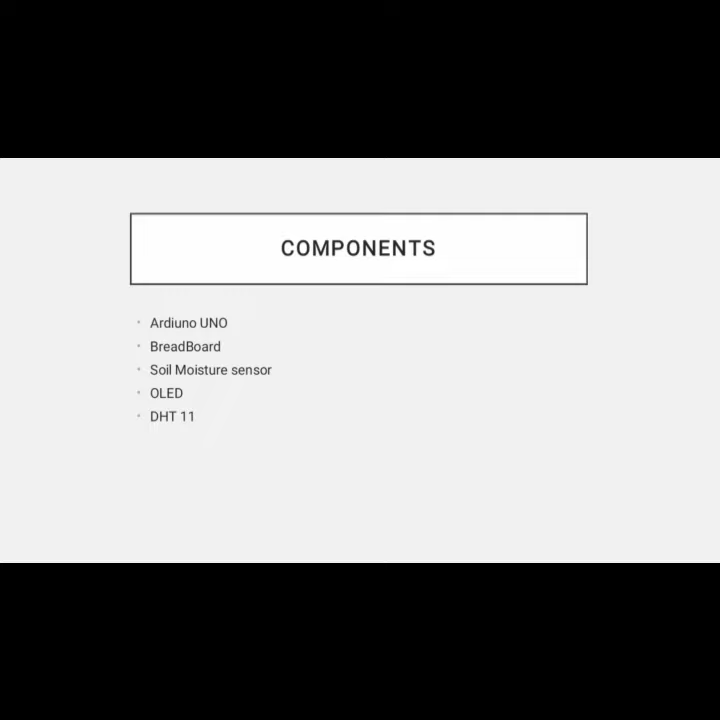 COMPONENTS
Ardiuno UNO
BreadBoard
Soil Moisture sensor
OLED
DHT 11